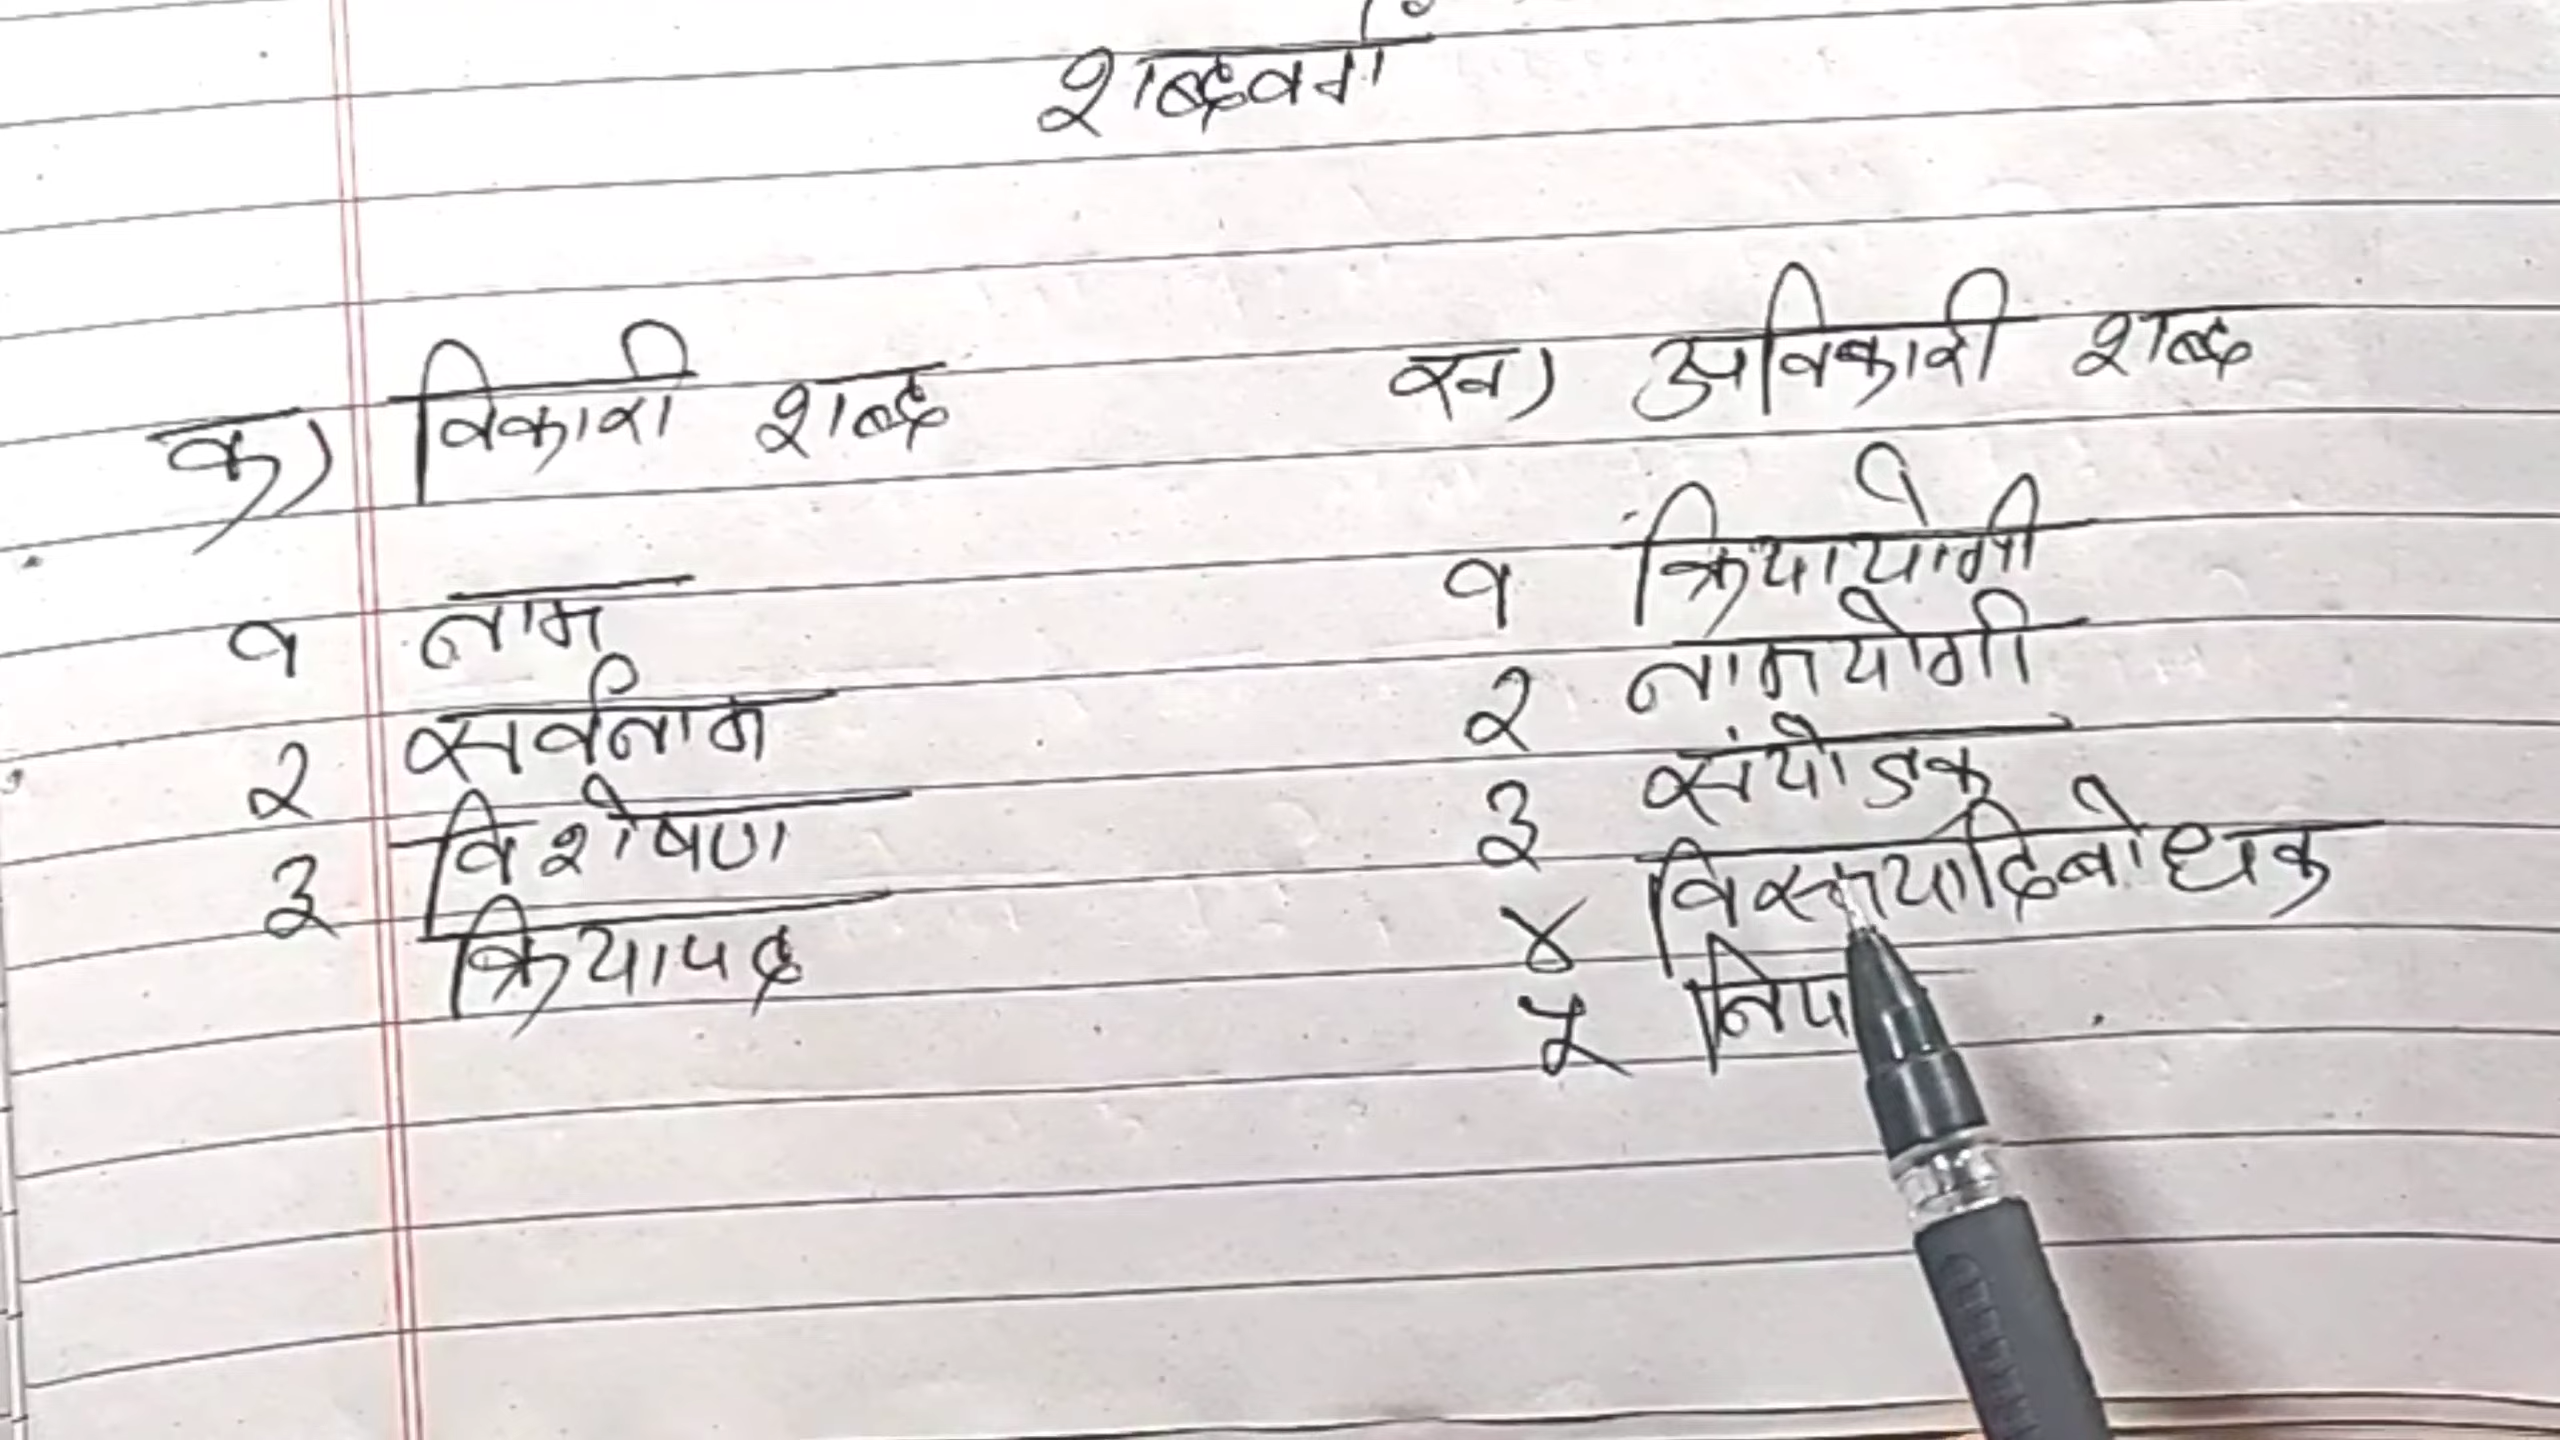 शब्दवर्ग
क) विकारी शब्द
१ नाम
२ सर्वनाम
३ विशेषण
क्रियापद
ख) अविकारी शब्द
१ क्रियायोगी
२ नामयोगी
३ संयोजक
४ विस्मयादिबोधक
५